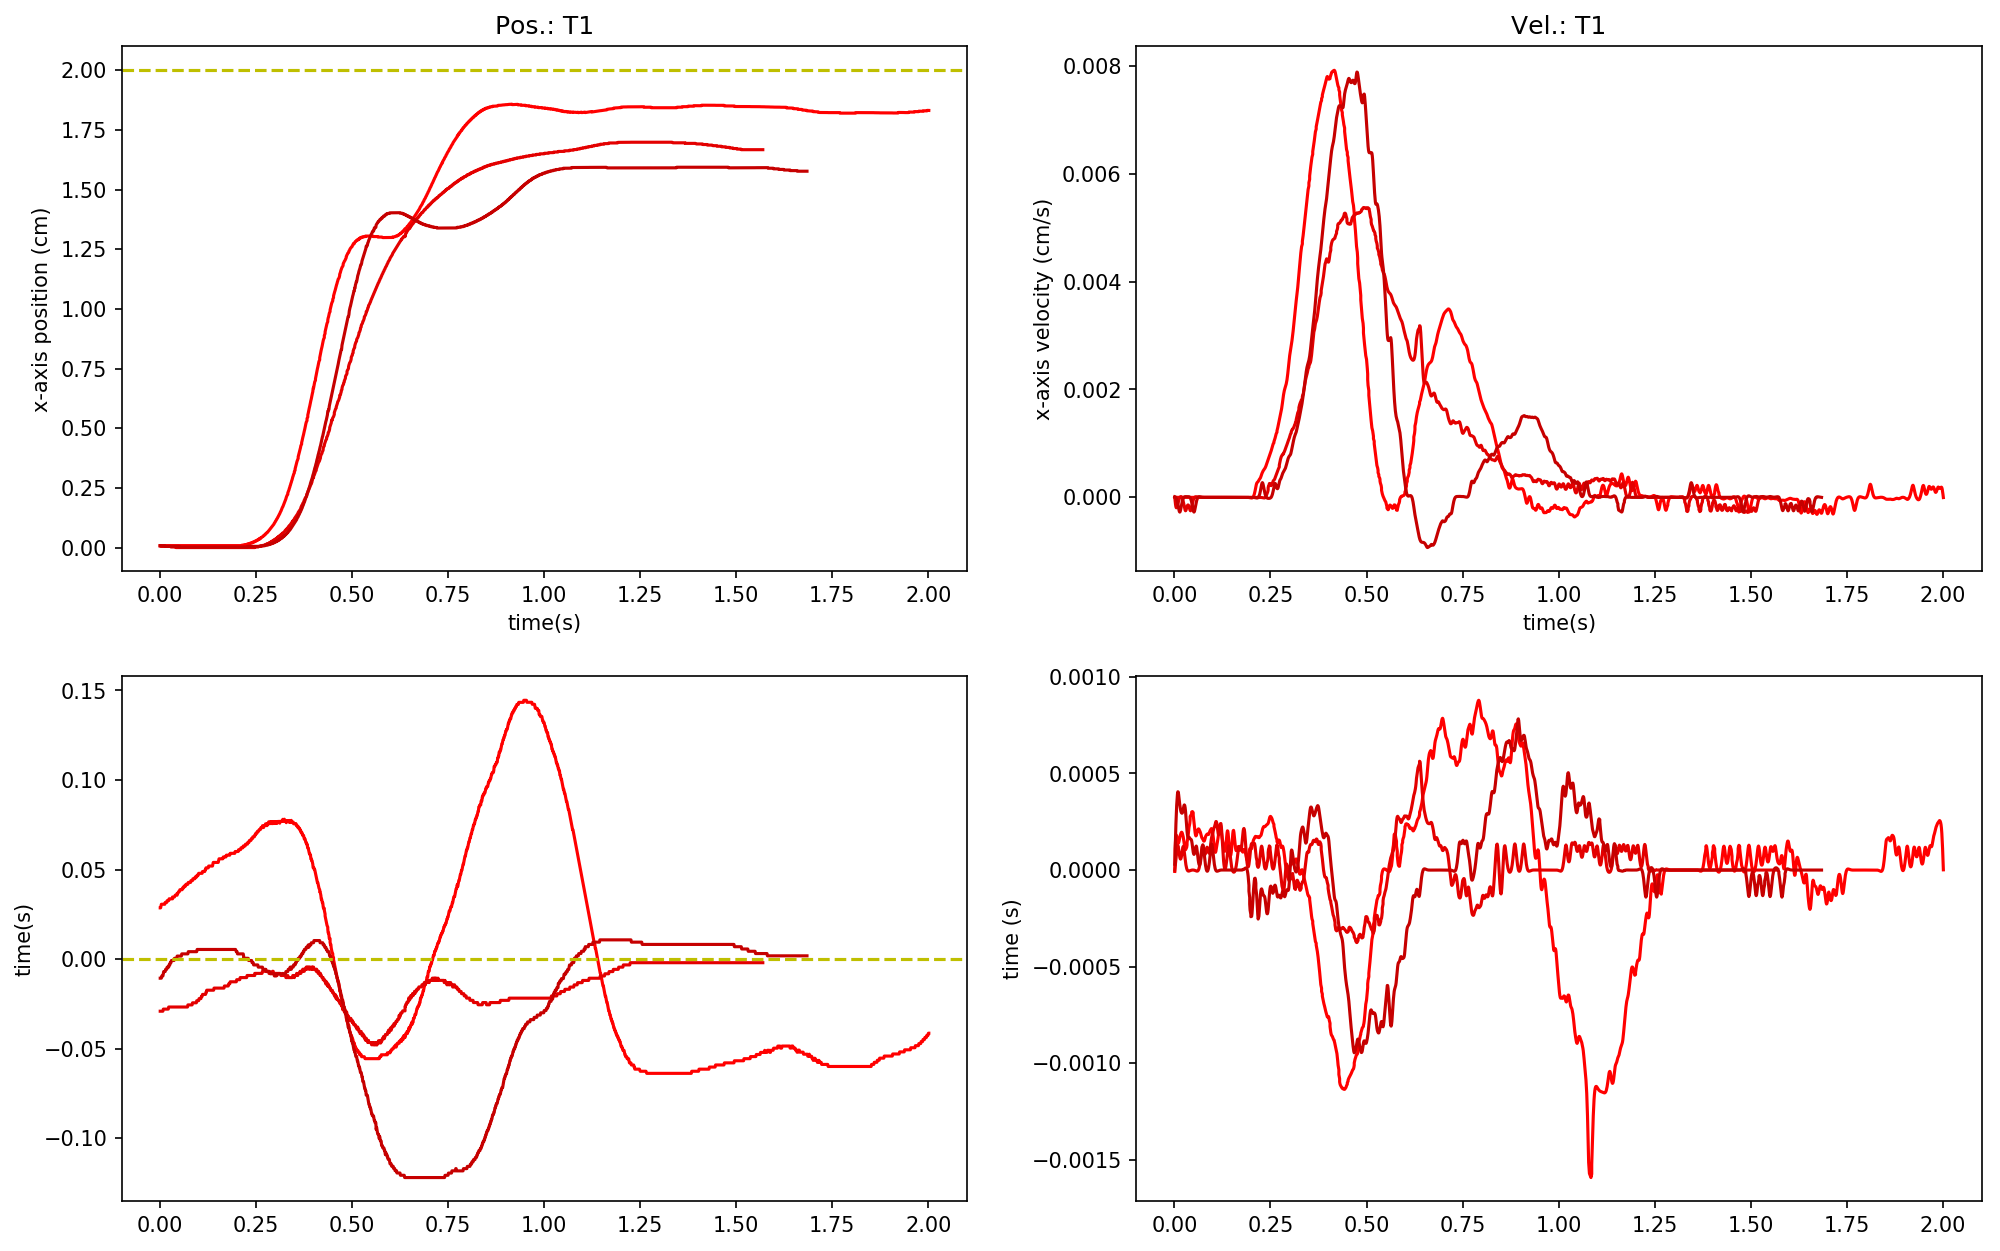 Pos.: T1
x-axis position (cm)
2.00
1.75
1.50
1.25
1.00
0.75
0.50
0.25
0.00
0.00 0.25 0.50 0.75 1.00 1.25 1.50 1.75 2.00
time(s)
Vel.: T1
x-axis velocity (cm/s)
0.008
0.006
0.004
0.002
0.000
0.00 0.25 0.50 0.75 1.00 1.25 1.50 1.75 2.00
time(s)
time(s)
0.15
0.10
0.05
0.00
−0.05
−0.10
0.00 0.25 0.50 0.75 1.00 1.25 1.50 1.75 2.00
time (s)
0.0010
0.0005
0.0000
−0.0005
−0.0010
−0.0015
0.00 0.25 0.50 0.75 1.00 1.25 1.50 1.75 2.00